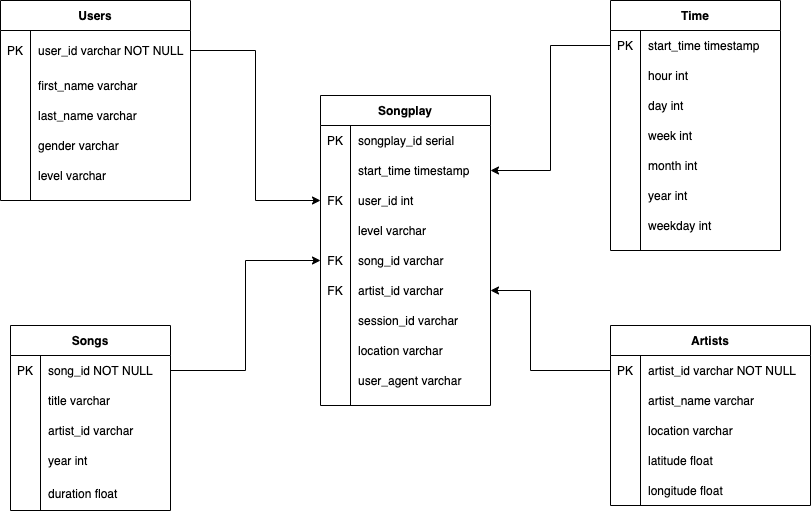 Users
PK user_id varchar NOT NULL
first_name varchar
last_name varchar
gender varchar
level varchar
Time
PK start_time timestamp
hour int
day int
week int
month int
year int
weekday int
Songplay
PK songplay_id serial
start_time timestamp
FK user_id int
level varchar
FK song_id varchar
FK artist_id varchar
session_id varchar
location varchar
user_agent varchar
Songs
PK song_id NOT NULL
title varchar
artist_id varchar
year int
duration float
Artists
PK artist_id varchar NOT NULL
artist_name varchar
location varchar
latitude float
longitude float